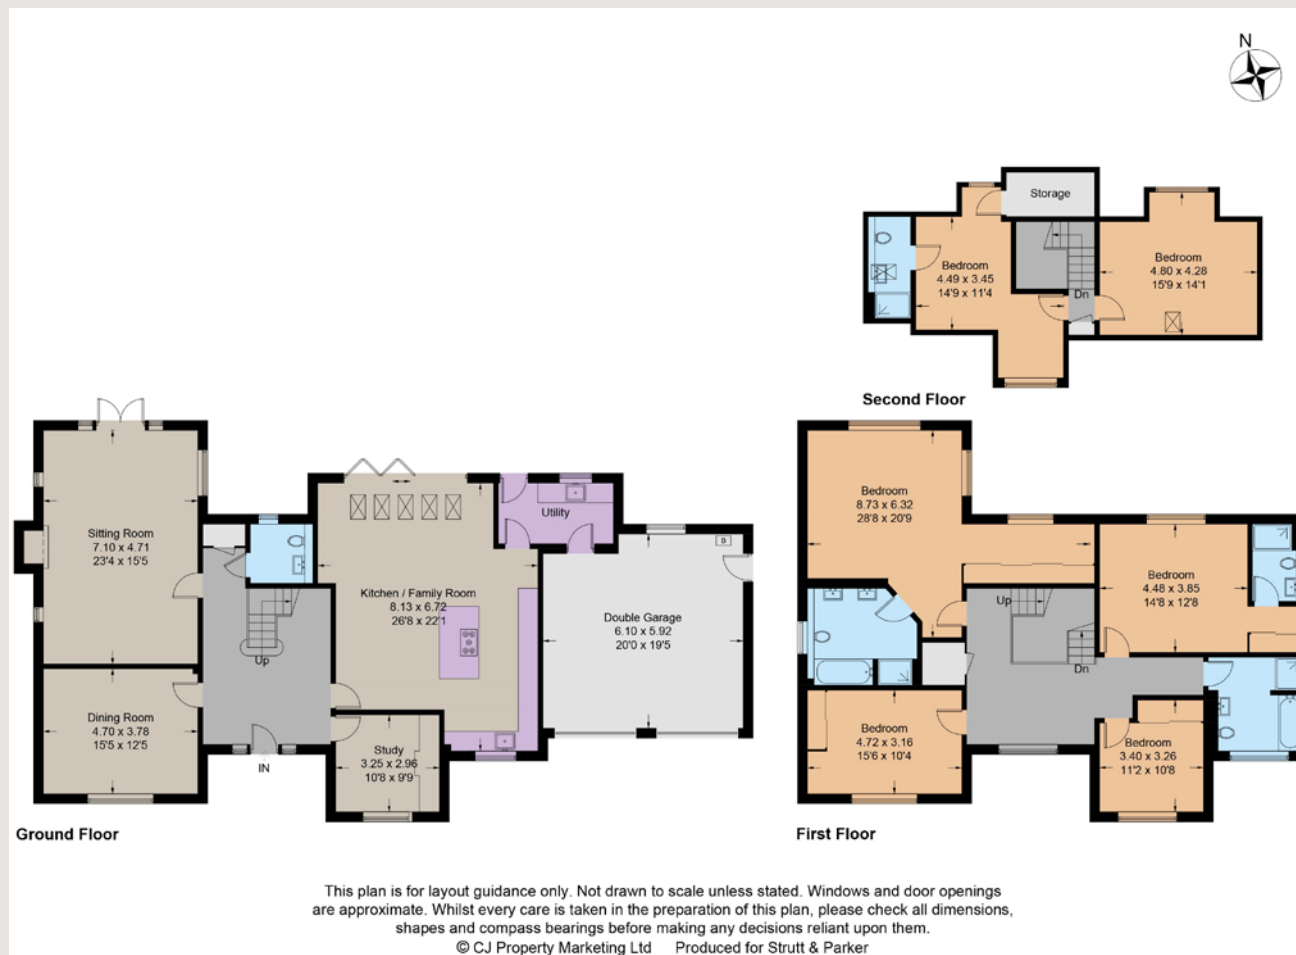 N
Storage
Bedroom
4.49 x 3.45
14'9 x 11'4
Dn
Bedroom
4.80 x 4.28
15'9 x 14'1
Second Floor
Sitting Room
7.10 x 4.71
23'4 x 15'5
Dining Room
4.70 x 3.78
15'5 x 12'5
Up
IN
Kitchen / Family Room
8.13 x 6.72
26'8 x 22'1
Study
3.25 x 2.96
10'8 x 9'9
Utility
B
Double Garage
6.10 x 5.92
20'0 x 19'5
Ground Floor
Bedroom
8.73 x 6.32
28'8 x 20'9
Bedroom
4.48 x 3.85
14'8 x 12'8
Up
Dn
Bedroom
4.72 x 3.16
15'6 x 10'4
Bedroom
3.40 x 3.26
11'2 x 10'8
First Floor
This plan is for layout guidance only. Not drawn to scale unless stated. Windows and door openings
are approximate. Whilst every care is taken in the preparation of this plan, please check all dimensions,
shapes and compass bearings before making any decisions reliant upon them.
© CJ Property Marketing Ltd Produced for Strutt & Parker